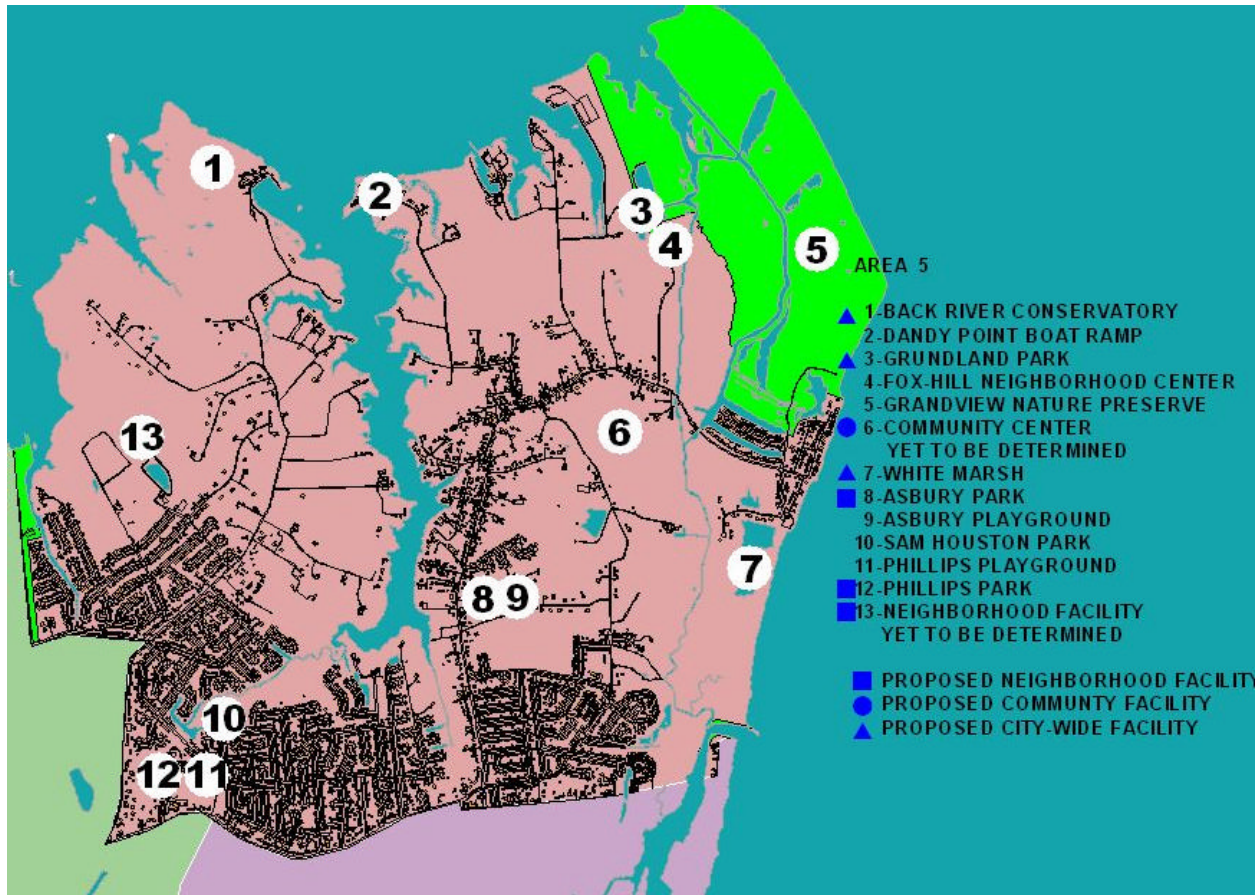 1
2
3
4
5
6
7
8
9
10
11
12
13
AREA 5
1-BACK RIVER CONSERVATORY
2-DANDY POINT BOAT RAMP
3-GRUNDLAND PARK
4-FOX-HILL NEIGHBORHOOD CENTER
5-GRANDVIEW NATURE PRESERVE
6-COMMUNITY CENTER
YET TO BE DETERMINED
7-WHITE MARSH
8-ASBURY PARK
9-ASBURY PLAYGROUND
10-SAM HOUSTON PARK
11-PHILLIPS PLAYGROUND
12-PHILLIPS PARK
13-NEIGHBORHOOD FACILITY
YET TO BE DETERMINED
PROPOSED NEIGHBORHOOD FACILITY
PROPOSED COMMUNTY FACILITY
PROPOSED CITY-WIDE FACILITY